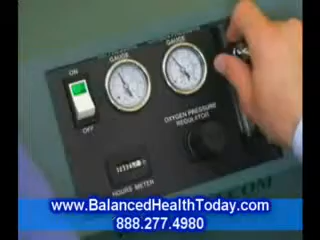 ON
GAUGE
GAUGE
OFF
OXYGEN PRESSURE
REGULATOR
HOURS METER
www.BalancedHealthToday.com
888.277.4980